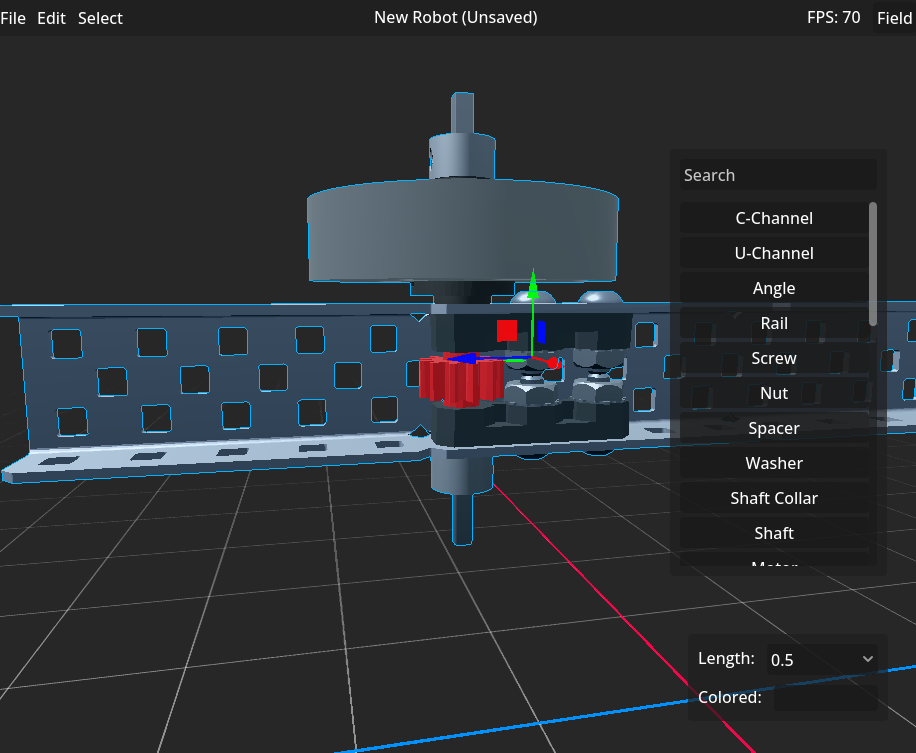 File Edit Select New Robot (Unsaved) FPS: 70 Field
Search
C-Channel
U-Channel
Angle
Rail
Screw
Nut
Spacer
Washer
Shaft Collar
Shaft
Motor
Length: 0.5
Colored: